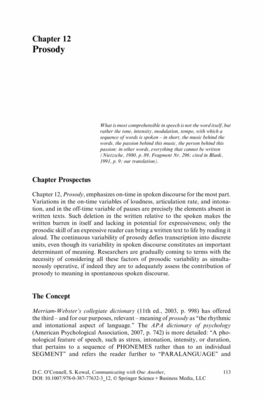 Chapter 12
Prosody
What is most comprehensible in speech is not the word itself, but
rather the tone, intensity, modulation, tempo, with which a
sequence of words is spoken – in short, the music behind the
words, the passion behind this music, the person behind this
passion: in other words, everything that cannot be written
(Nietzsche, 1980, p. 89, Fragment Nr. 296; cited in Blank,
1991, p. 9; our translation).
Chapter Prospectus
Chapter 12, Prosody, emphasizes on-time in spoken discourse for the most part.
Variations in the on-time variables of loudness, articulation rate, and intona-
tion, and in the off-time variable of pauses are precisely the elements absent in
written texts. Such deletion in the written relative to the spoken makes the
written barren in itself and lacking in potential for expressiveness; only the
prosodic skill of an expressive reader can bring a written text to life by reading it
aloud. The continuous variability of prosody defies transcription into discrete
units, even though its variability in spoken discourse constitutes an important
determinant of meaning. Researchers are gradually coming to terms with the
necessity of considering all these factors of prosodic variability as simulta-
neously operative, if indeed they are to adequately assess the contribution of
prosody to meaning in spontaneous spoken discourse.
The Concept
Merriam-Webster's collegiate dictionary (11th ed., 2003, p. 998) has offered
the third – and for our purposes, relevant – meaning of prosody as "the rhythmic
and intonational aspect of language." The APA dictionary of psychology
(American Psychological Association, 2007, p. 742) is more detailed: "A pho-
nological feature of speech, such as stress, intonation, intensity, or duration,
that pertains to a sequence of PHONEMES rather than to an individual
SEGMENT" and refers the reader further to "PARALANGUAGE" and
D.C. O'Connell, S. Kowal, Communicating with One Another,
DOI: 10.1007/978-0-387-77632-3_12, © Springer Science+Business Media, LLC
113